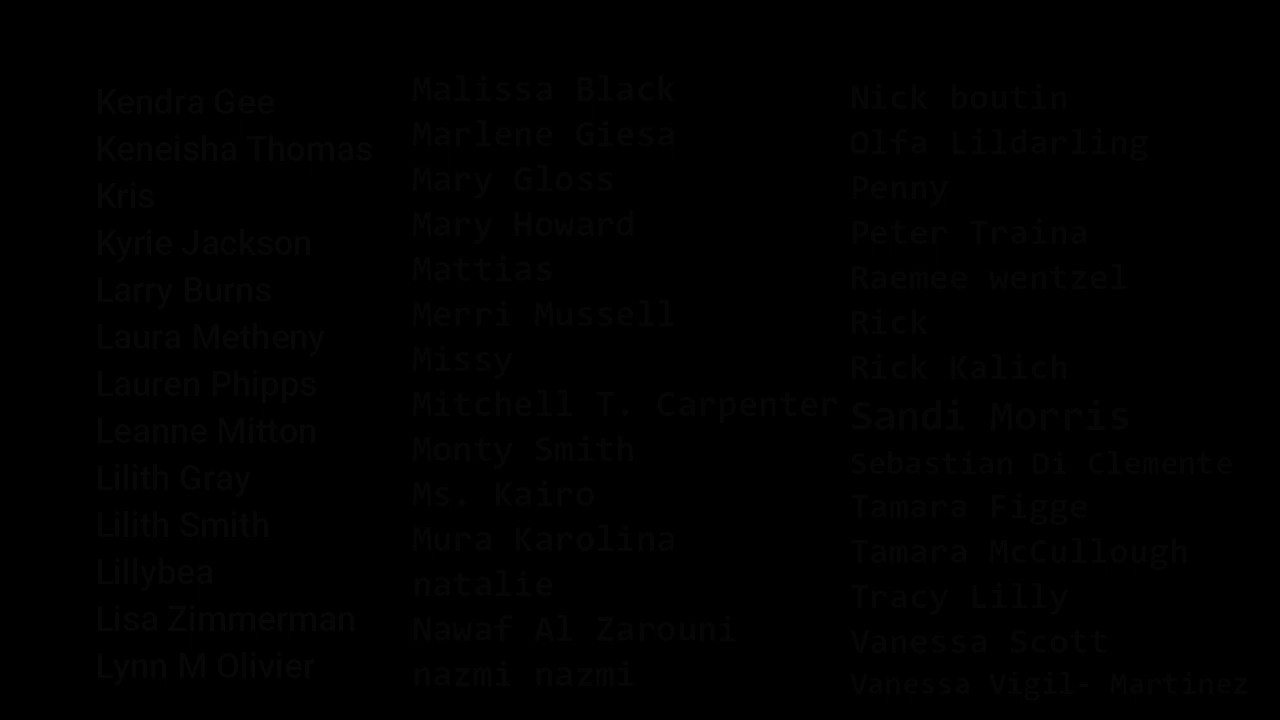 Kendra Gee
Keneisha Thomas
Kris
Kyrie Jackson
Larry Burns
Laura Metheny
Lauren Phipps
Leanne Mitton
Lilith Gray
Lilith Smith
Lillybea
Lisa Zimmerman
Lynn M Olivier
Malissa Black
Marlene Giesa
Mary Gloss
Mary Howard
Mattias
Merri Mussell
Missy
Mitchell T. Carpenter
Monty Smith
Ms. Kairo
Mura Karolina
natalie
Nawaf Al Zarouni
nazmi nazmi
Nick boutin
Olfa Lildarling
Penny
Peter Traina
Raemee wentzel
Rick
Rick Kalich
Sandi Morris
Sebastian Di Clemente
Tamara Figge
Tamara McCullough
Tracy Lilly
Vanessa Scott
Vanessa Vigil- Martinez